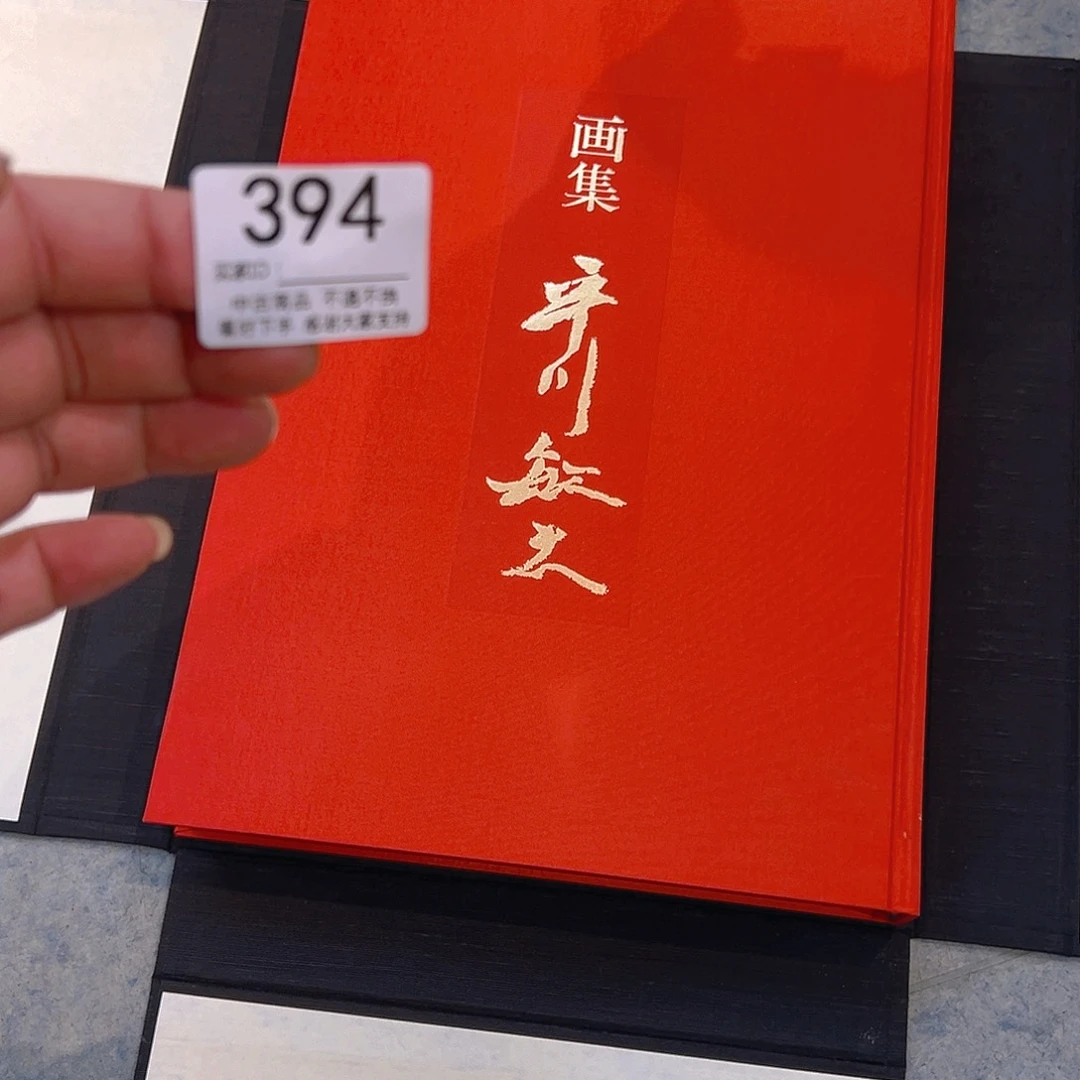 394
买家ID
中古商品 不退不换
看好下手 感谢大家支持
画集
平川敏夫